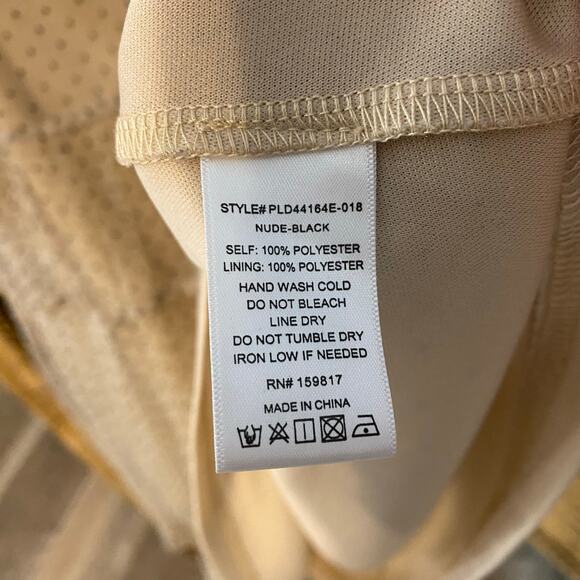 STYLE# PLD44164E-018
NUDE-BLACK
SELF: 100% POLYESTER
LINING: 100% POLYESTER
HAND WASH COLD
DO NOT BLEACH
LINE DRY
DO NOT TUMBLE DRY
IRON LOW IF NEEDED
RN# 159817
MADE IN CHINA